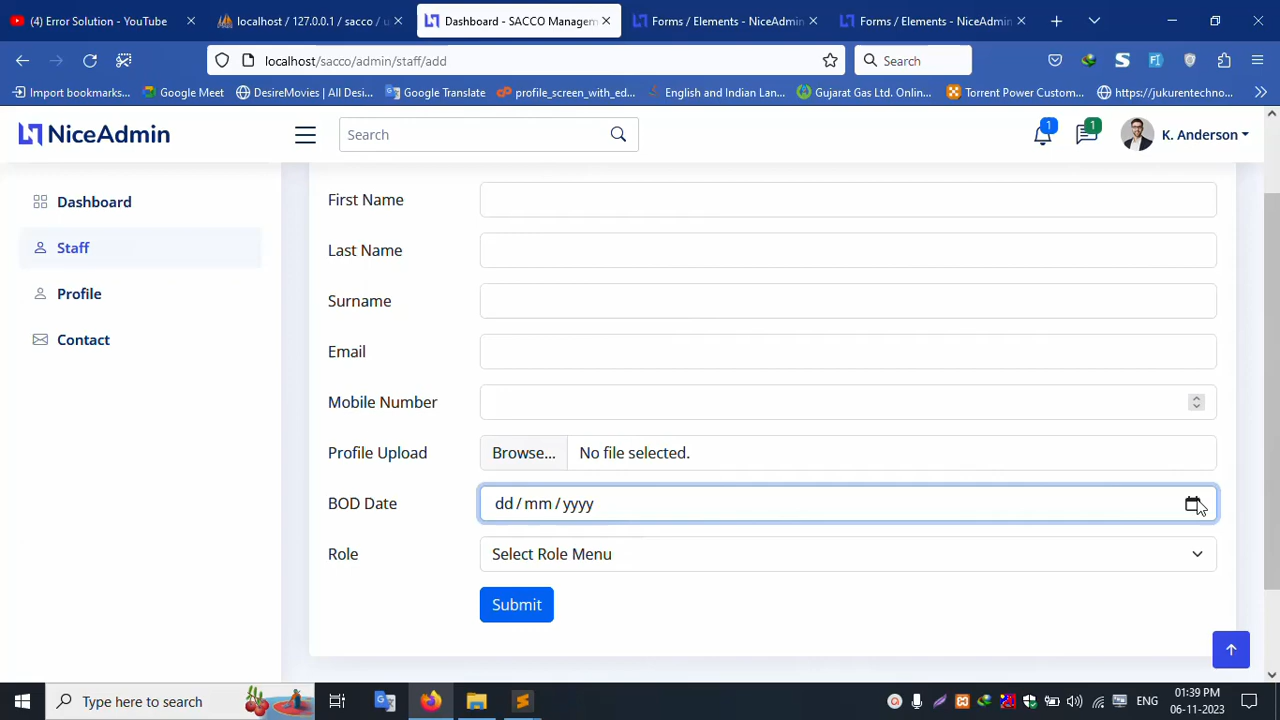 (4) Error Solution - YouTube
localhost / 127.0.0.1 / sacco / u
Dashboard - SACCO Managem
Forms / Elements - NiceAdmin
Forms / Elements - NiceAdmin
localhost/sacco/admin/staff/add
Search
Import bookmarks...
Google Meet
DesireMovies | All Desi...
Google Translate
profile_screen_with_ed...
English and Indian Lan...
Gujarat Gas Ltd. Onlin...
Torrent Power Custom...
https://jukurentechno...
NiceAdmin
Search
1
1
K. Anderson
Dashboard
Staff
Profile
Contact
First Name
Last Name
Surname
Email
Mobile Number
Profile Upload
Browse... No file selected.
BOD Date
dd/mm/yyyy
Role
Select Role Menu
Submit
Type here to search
ENG
01:39 PM
06-11-2023